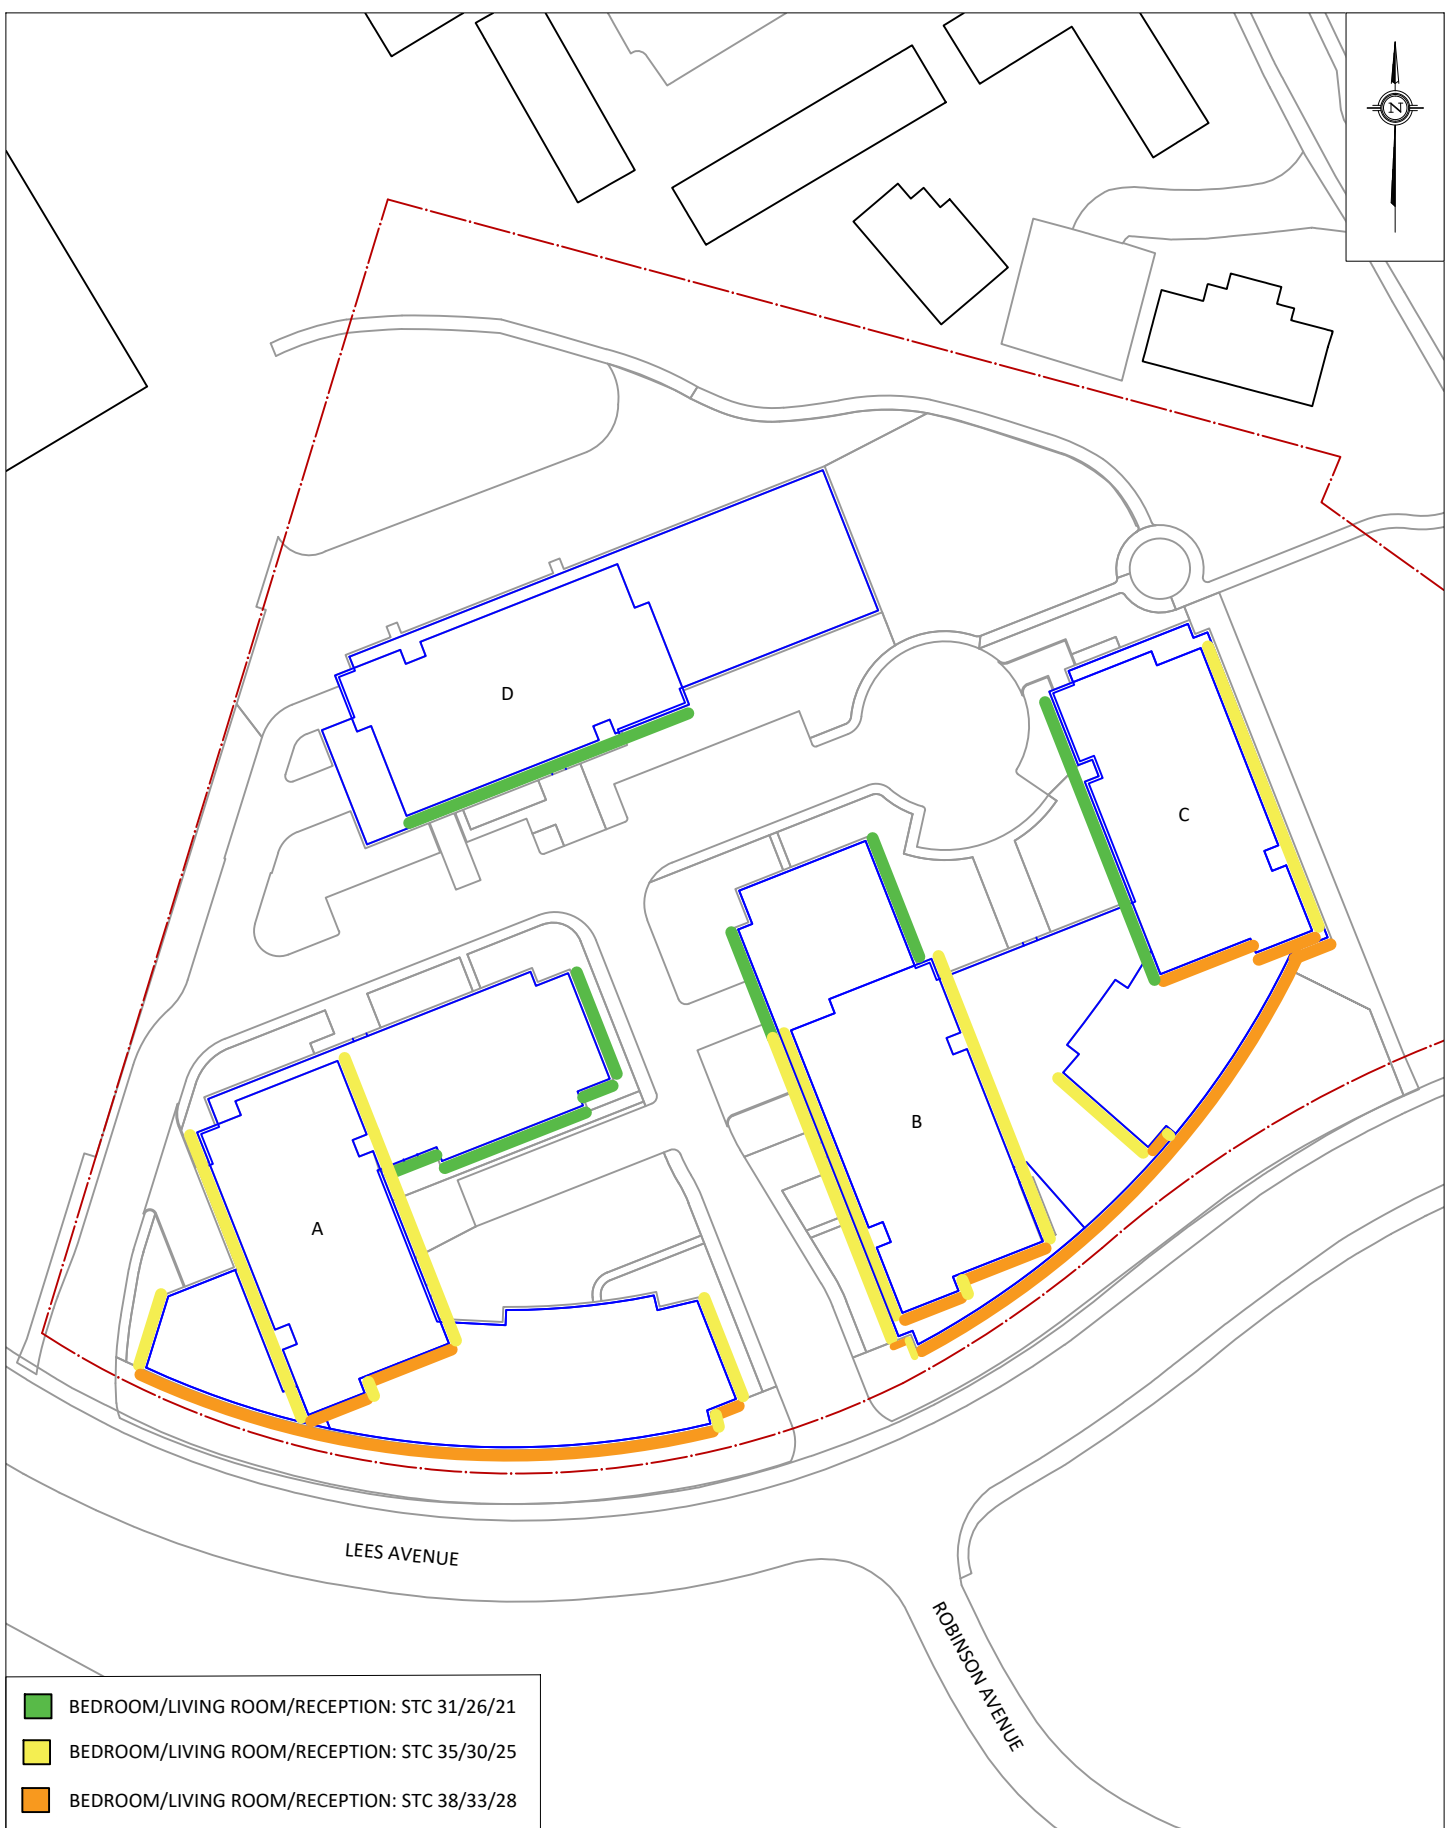 N
D
C
B
A
LEES AVENUE
ROBINSON AVENUE
BEDROOM/LIVING ROOM/RECEPTION: STC 31/26/21
BEDROOM/LIVING ROOM/RECEPTION: STC 35/30/25
BEDROOM/LIVING ROOM/RECEPTION: STC 38/33/28